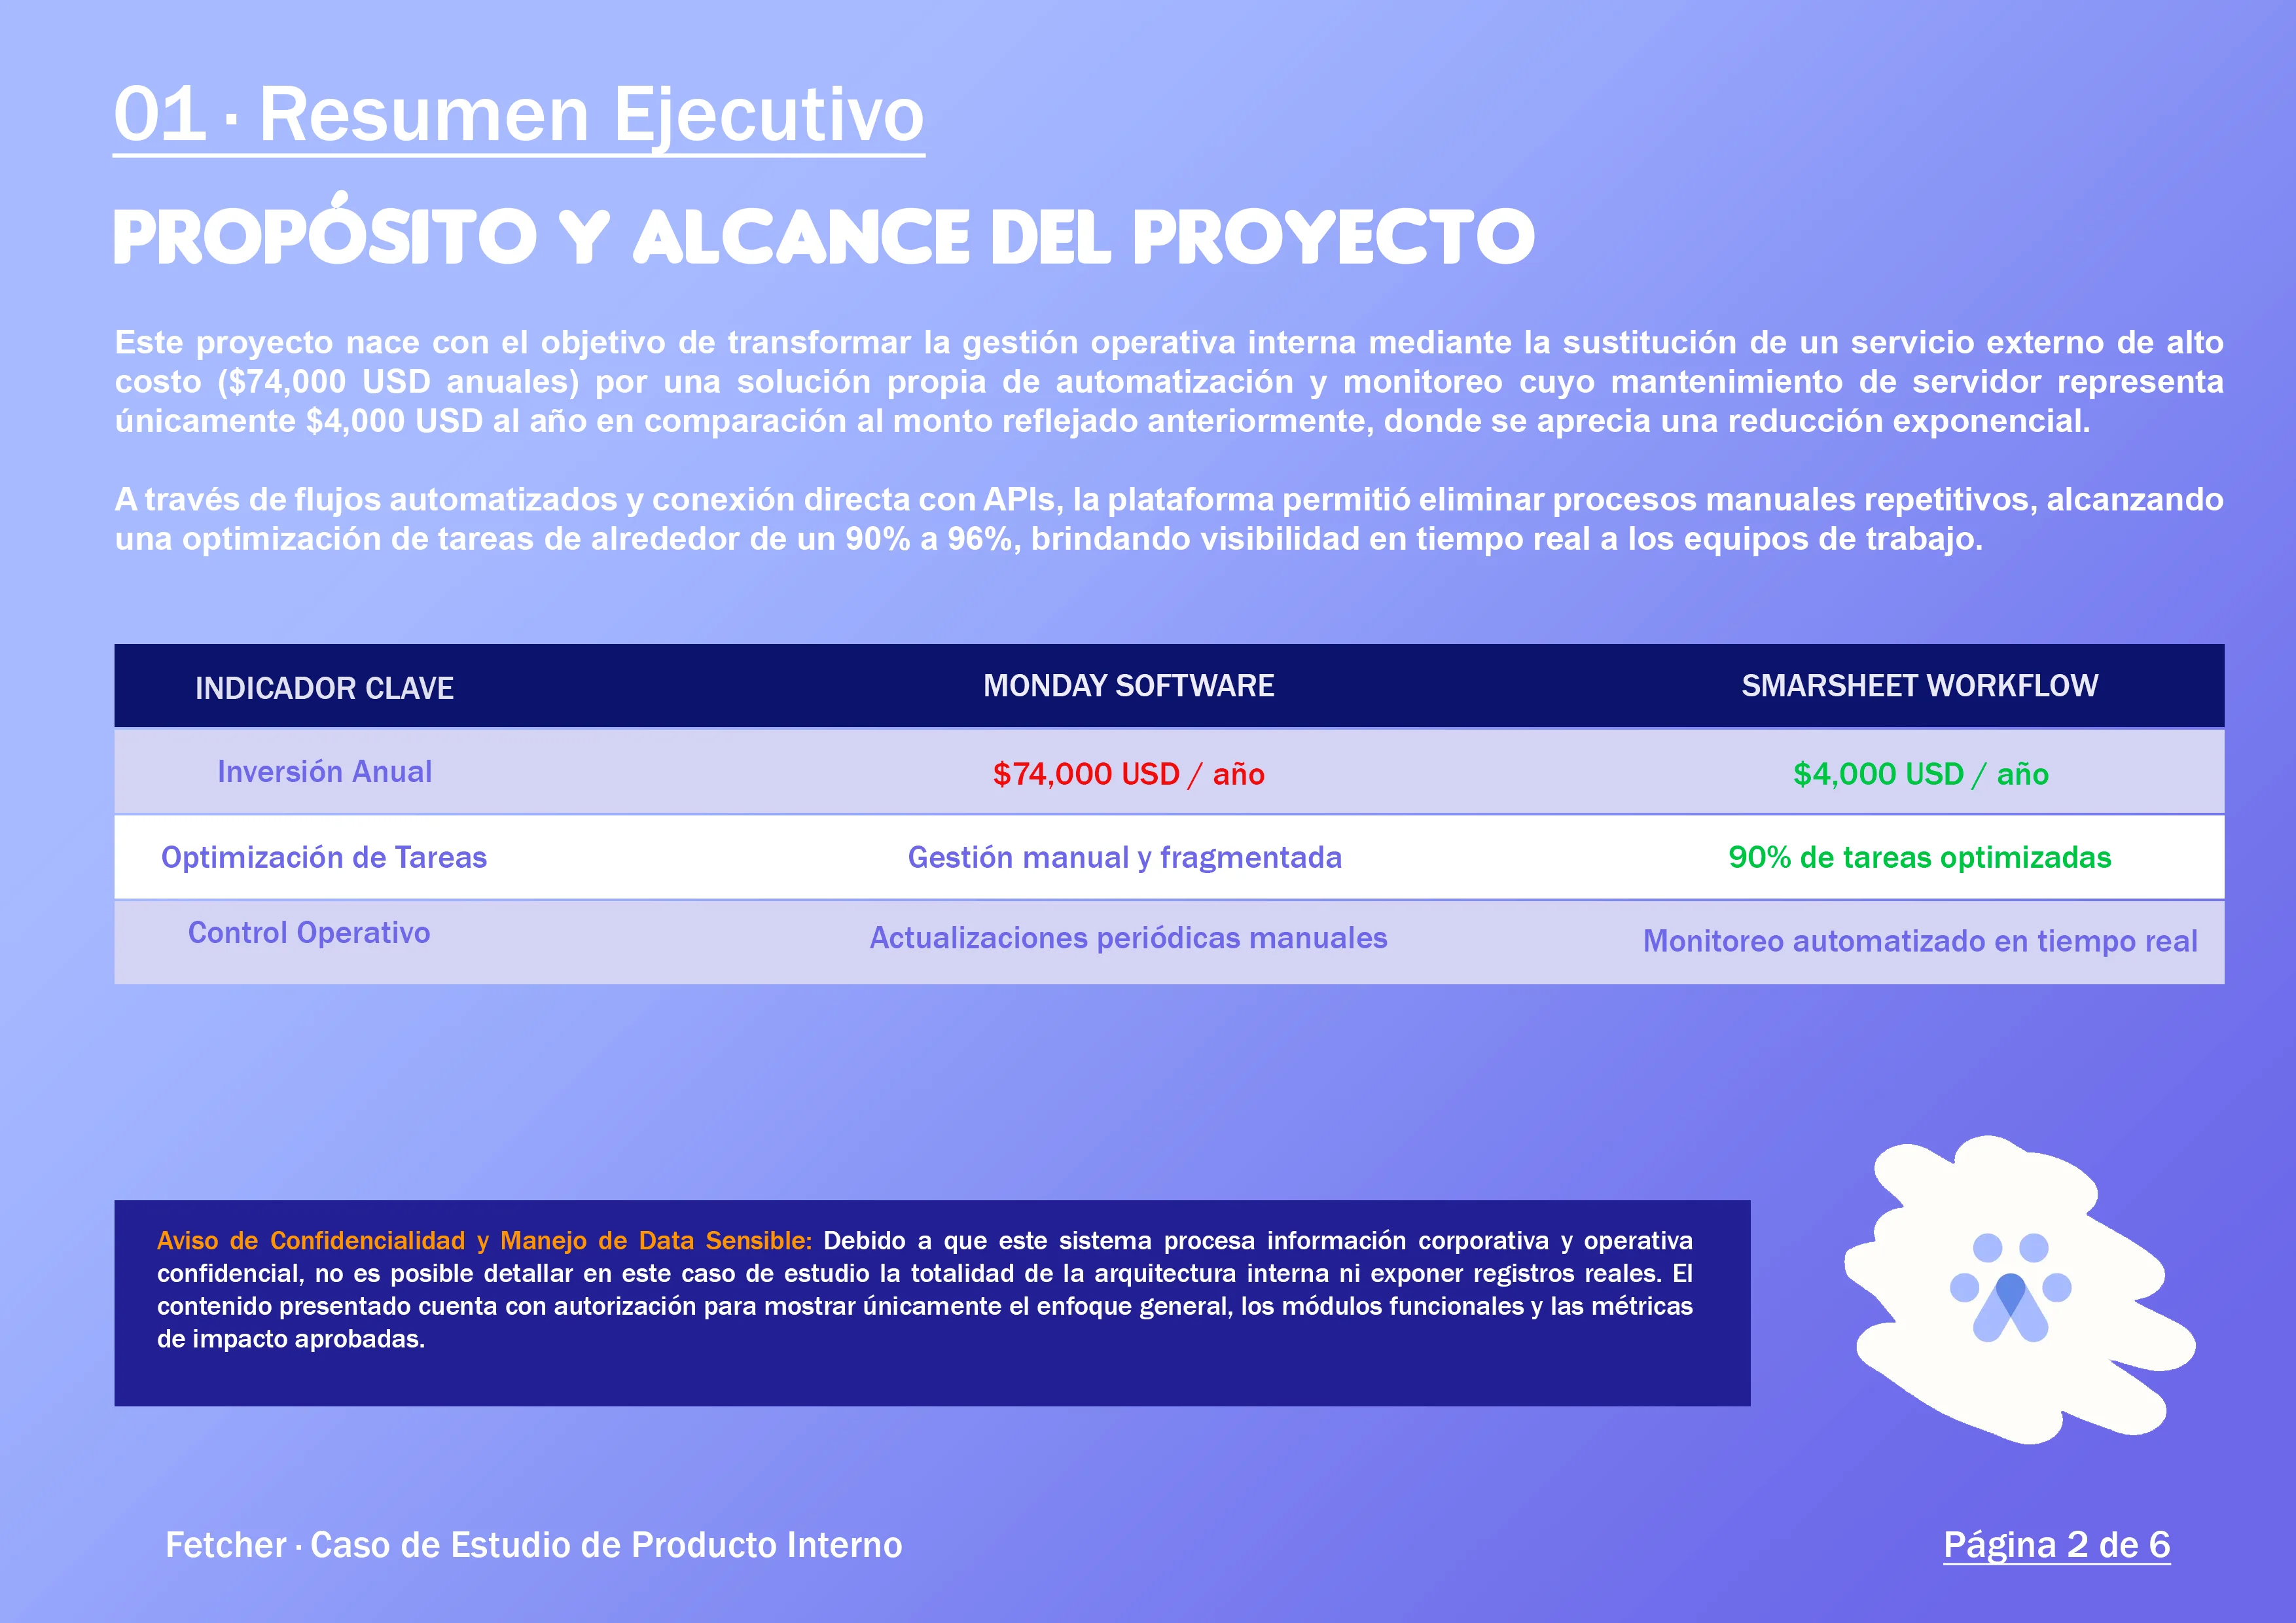 01 · Resumen Ejecutivo
PROPÓSITO Y ALCANCE DEL PROYECTO
Este proyecto nace con el objetivo de transformar la gestión operativa interna mediante la sustitución de un servicio externo de alto
costo ($74,000 USD anuales) por una solución propia de automatización y monitoreo cuyo mantenimiento de servidor representa
únicamente $4,000 USD al año en comparación al monto reflejado anteriormente, donde se aprecia una reducción exponencial.
A través de flujos automatizados y conexión directa con APIs, la plataforma permitió eliminar procesos manuales repetitivos, alcanzando
una optimización de tareas de alrededor de un 90% a 96%, brindando visibilidad en tiempo real a los equipos de trabajo.
INDICADOR CLAVE MONDAY SOFTWARE SMARSHEET WORKFLOW
Inversión Anual $74,000 USD / año $4,000 USD / año
Optimización de Tareas Gestión manual y fragmentada 90% de tareas optimizadas
Control Operativo Actualizaciones periódicas manuales Monitoreo automatizado en tiempo real
Aviso de Confidencialidad y Manejo de Data Sensible: Debido a que este sistema procesa información corporativa y operativa
confidencial, no es posible detallar en este caso de estudio la totalidad de la arquitectura interna ni exponer registros reales. El
contenido presentado cuenta con autorización para mostrar únicamente el enfoque general, los módulos funcionales y las métricas
de impacto aprobadas.
Fetcher · Caso de Estudio de Producto Interno
Página 2 de 6